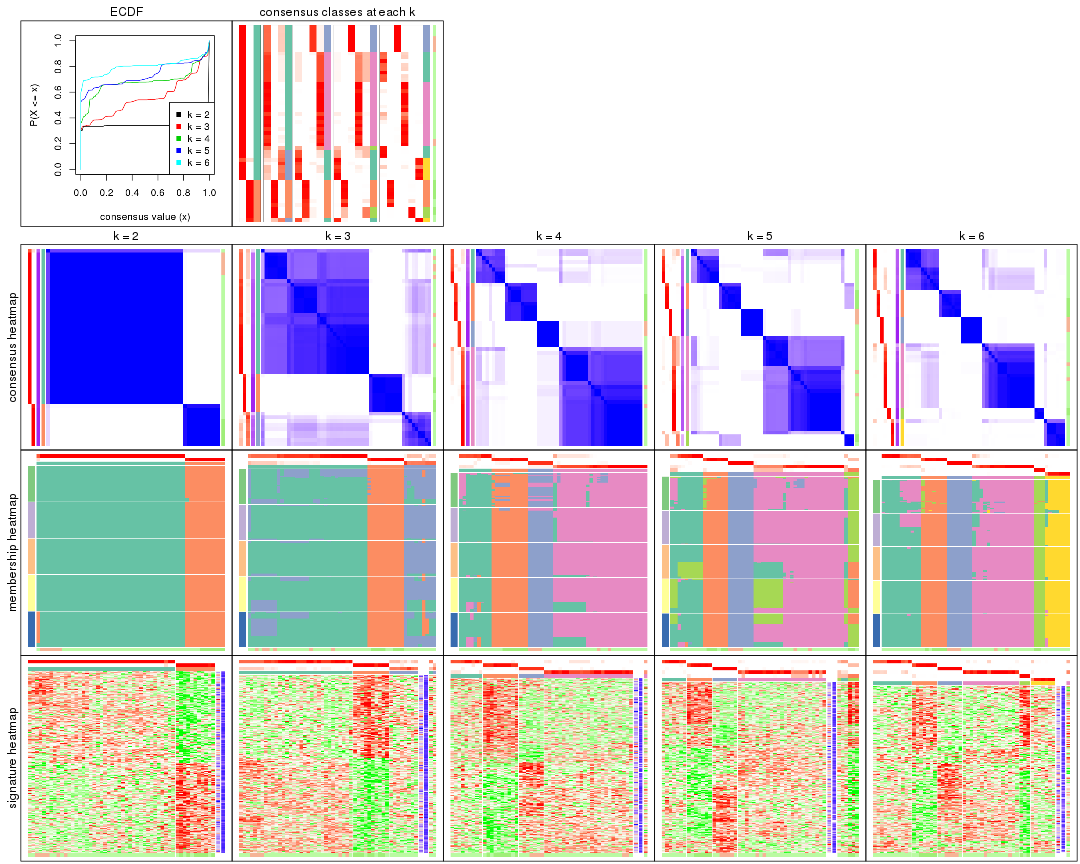 ECDF
consensus classes at each k
P(X <= x)
0.0 0.2 0.4 0.6 0.8 1.0
k = 2
k = 3
k = 4
k = 5
k = 6
0.0 0.2 0.4 0.6 0.8 1.0
consensus value (x)
k = 2
k = 3
k = 4
k = 5
k = 6
consensus heatmap
membership heatmap
signature heatmap